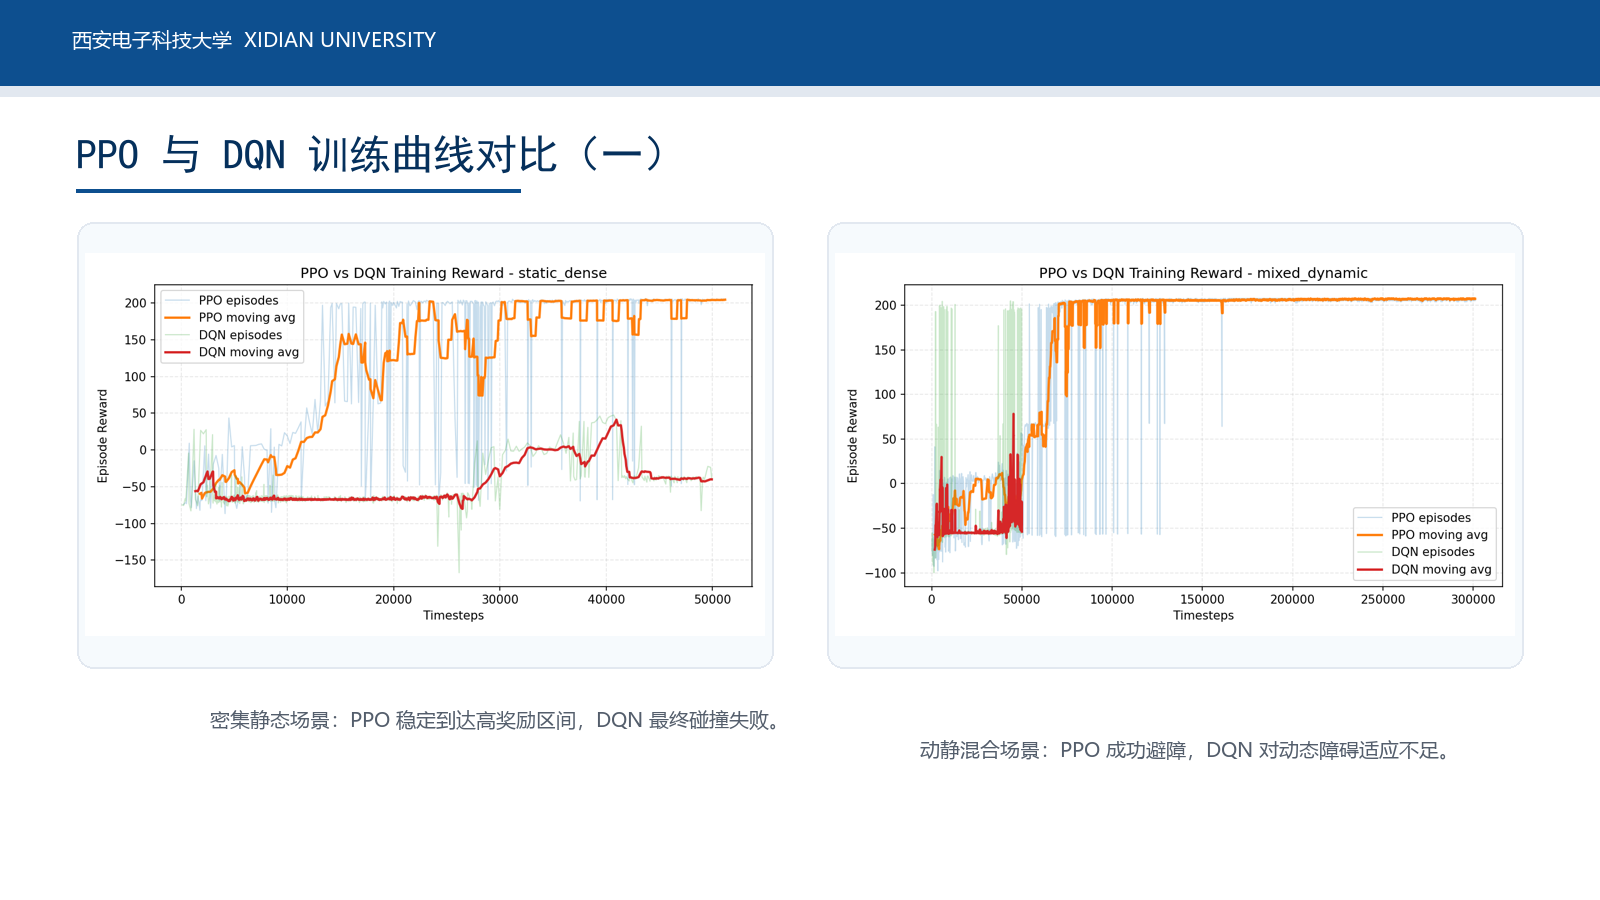 西安电子科技大学 XIDIAN UNIVERSITY
PPO 与 DQN 训练曲线对比（一）
PPO vs DQN Training Reward - static_dense
PPO episodes
PPO moving avg
DQN episodes
DQN moving avg
Episode Reward
200
150
100
50
0
−50
−100
−150
0 10000 20000 30000 40000 50000
Timesteps
PPO vs DQN Training Reward - mixed_dynamic
Episode Reward
200
150
100
50
0
−50
−100
PPO episodes
PPO moving avg
DQN episodes
DQN moving avg
0 50000 100000 150000 200000 250000 300000
Timesteps
密集静态场景：PPO 稳定到达高奖励区间，DQN 最终碰撞失败。
动静混合场景：PPO 成功避障，DQN 对动态障碍适应不足。